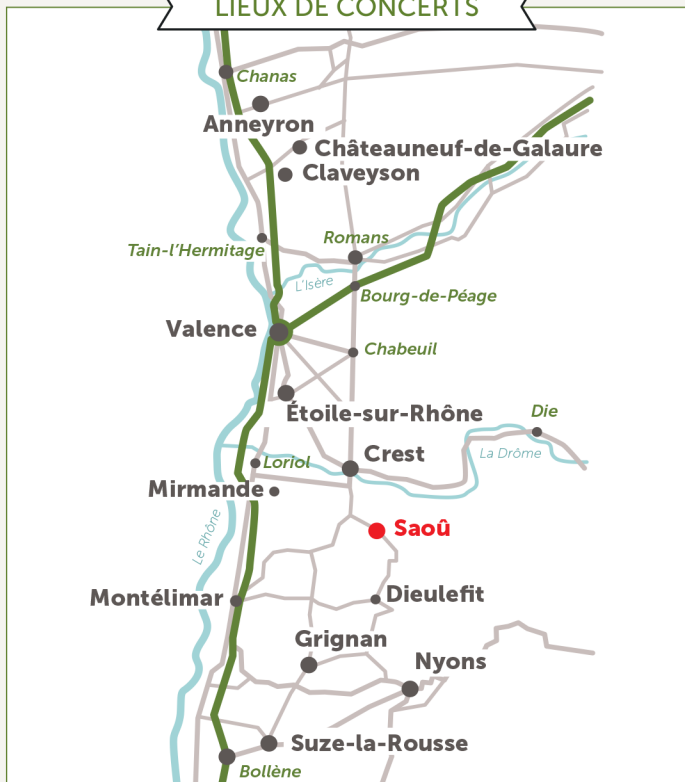 LIEUX DE CONCERTS
Chanas
Anneyron
Châteauneuf-de-Galaure
Claveyson
Romans
Tain-l'Hermitage
L'Isère
Bourg-de-Péage
Valence
Chabeuil
Étoile-sur-Rhône
Die
Crest
La Drôme
Loriol
Mirmande
Le Rhône
Saoû
Montélimar
Dieulefit
Grignan
Nyons
Suze-la-Rousse
Bollène